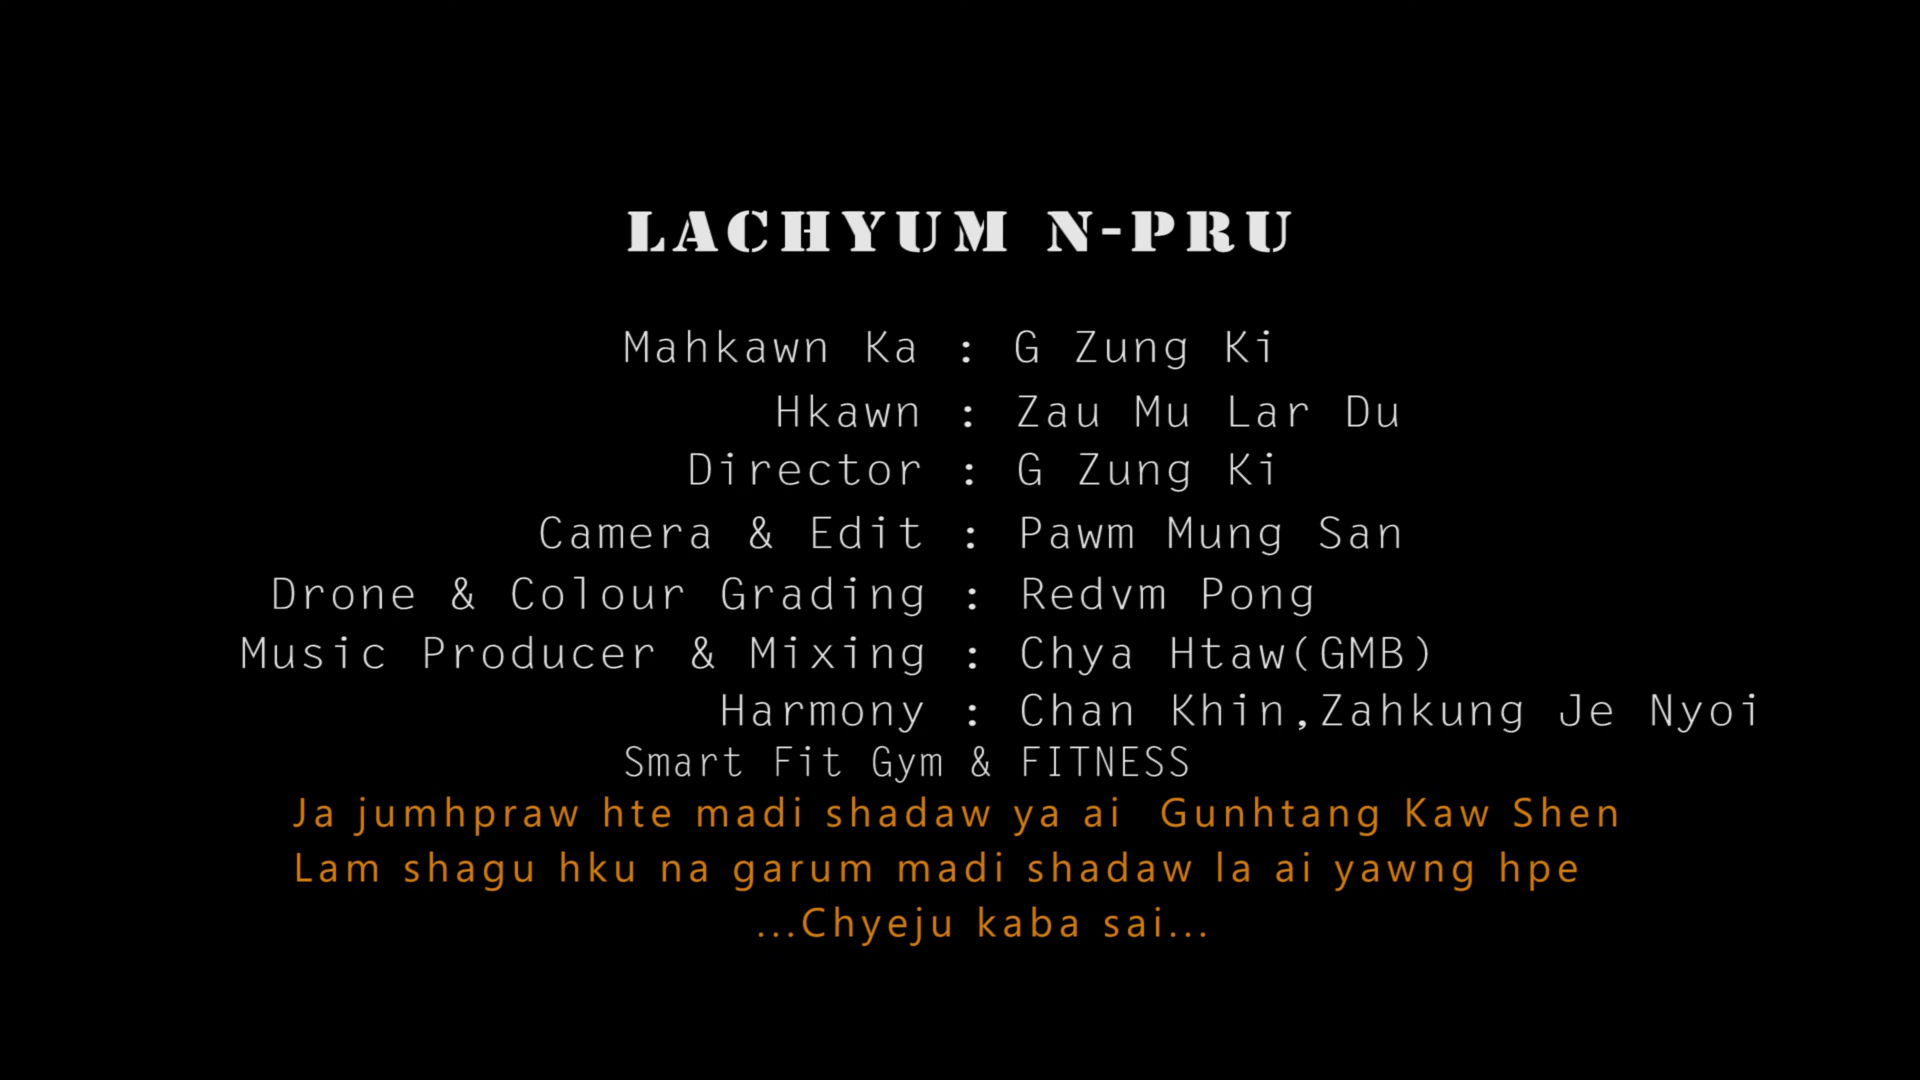 LACHYUM N-PRU
Mahkawn Ka : G Zung Ki
Hkawn : Zau Mu Lar Du
Director : G Zung Ki
Camera & Edit : Pawm Mung San
Drone & Colour Grading : Redvm Pong
Music Producer & Mixing : Chya Htaw(GMB)
Harmony : Chan Khin,Zahkung Je Nyoi
Smart Fit Gym & FITNESS
Ja jumhpraw hte madi shadaw ya ai Gunhtang Kaw Shen
Lam shagu hku na garum madi shadaw la ai yawng hpe
...Chyeju kaba sai...